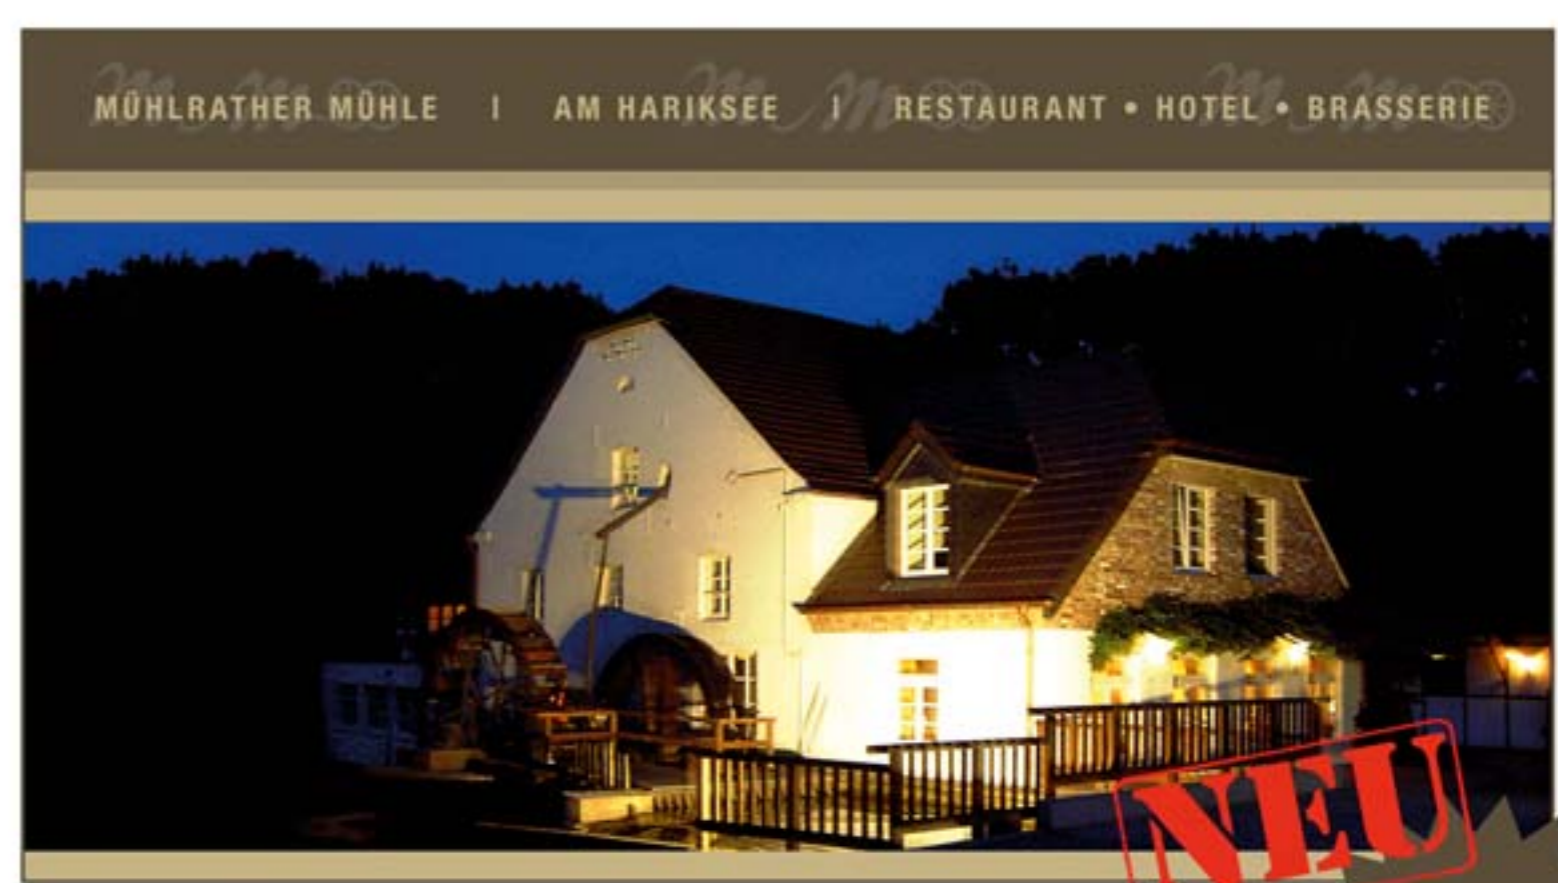 MÜHLRATHER MÜHLE | AM HARIKSEE | RESTAURANT • HOTEL • BRASSERIE
NEU